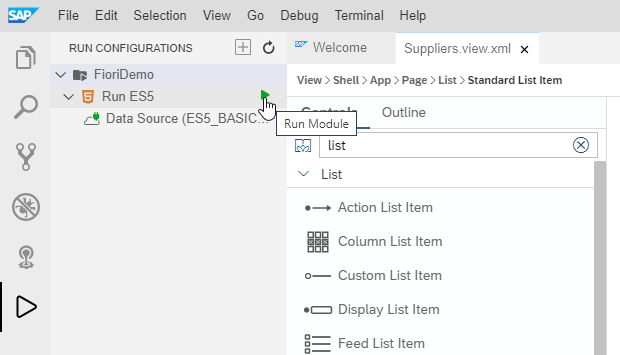 SAP File Edit Selection View Go Debug Terminal Help
RUN CONFIGURATIONS
FioriDemo
Run ES5
Data Source (ES5_BASIC...
Run Module
SAP Welcome
Suppliers.view.xml
View > Shell > App > Page > List > Standard List Item
Controls Outline
list
List
Action List Item
Column List Item
Custom List Item
Display List Item
Feed List Item